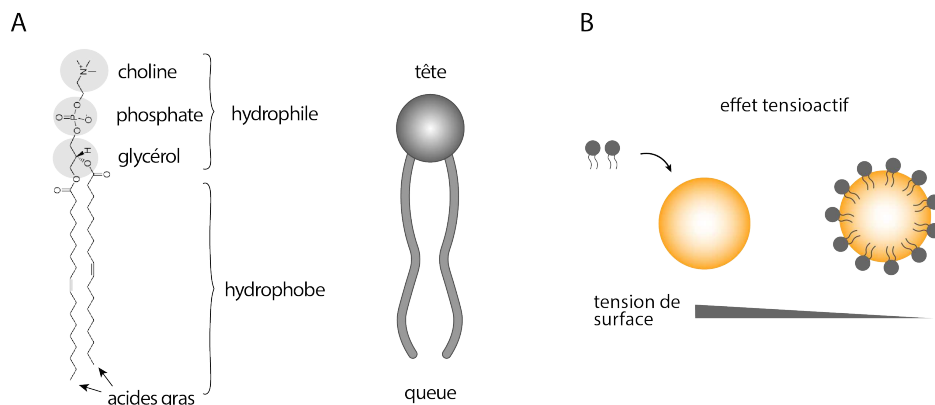 A
choline
phosphate
glycérol
hydrophile
hydrophobe
acides gras
tête
queue
B
effet tensioactif
tension de
surface